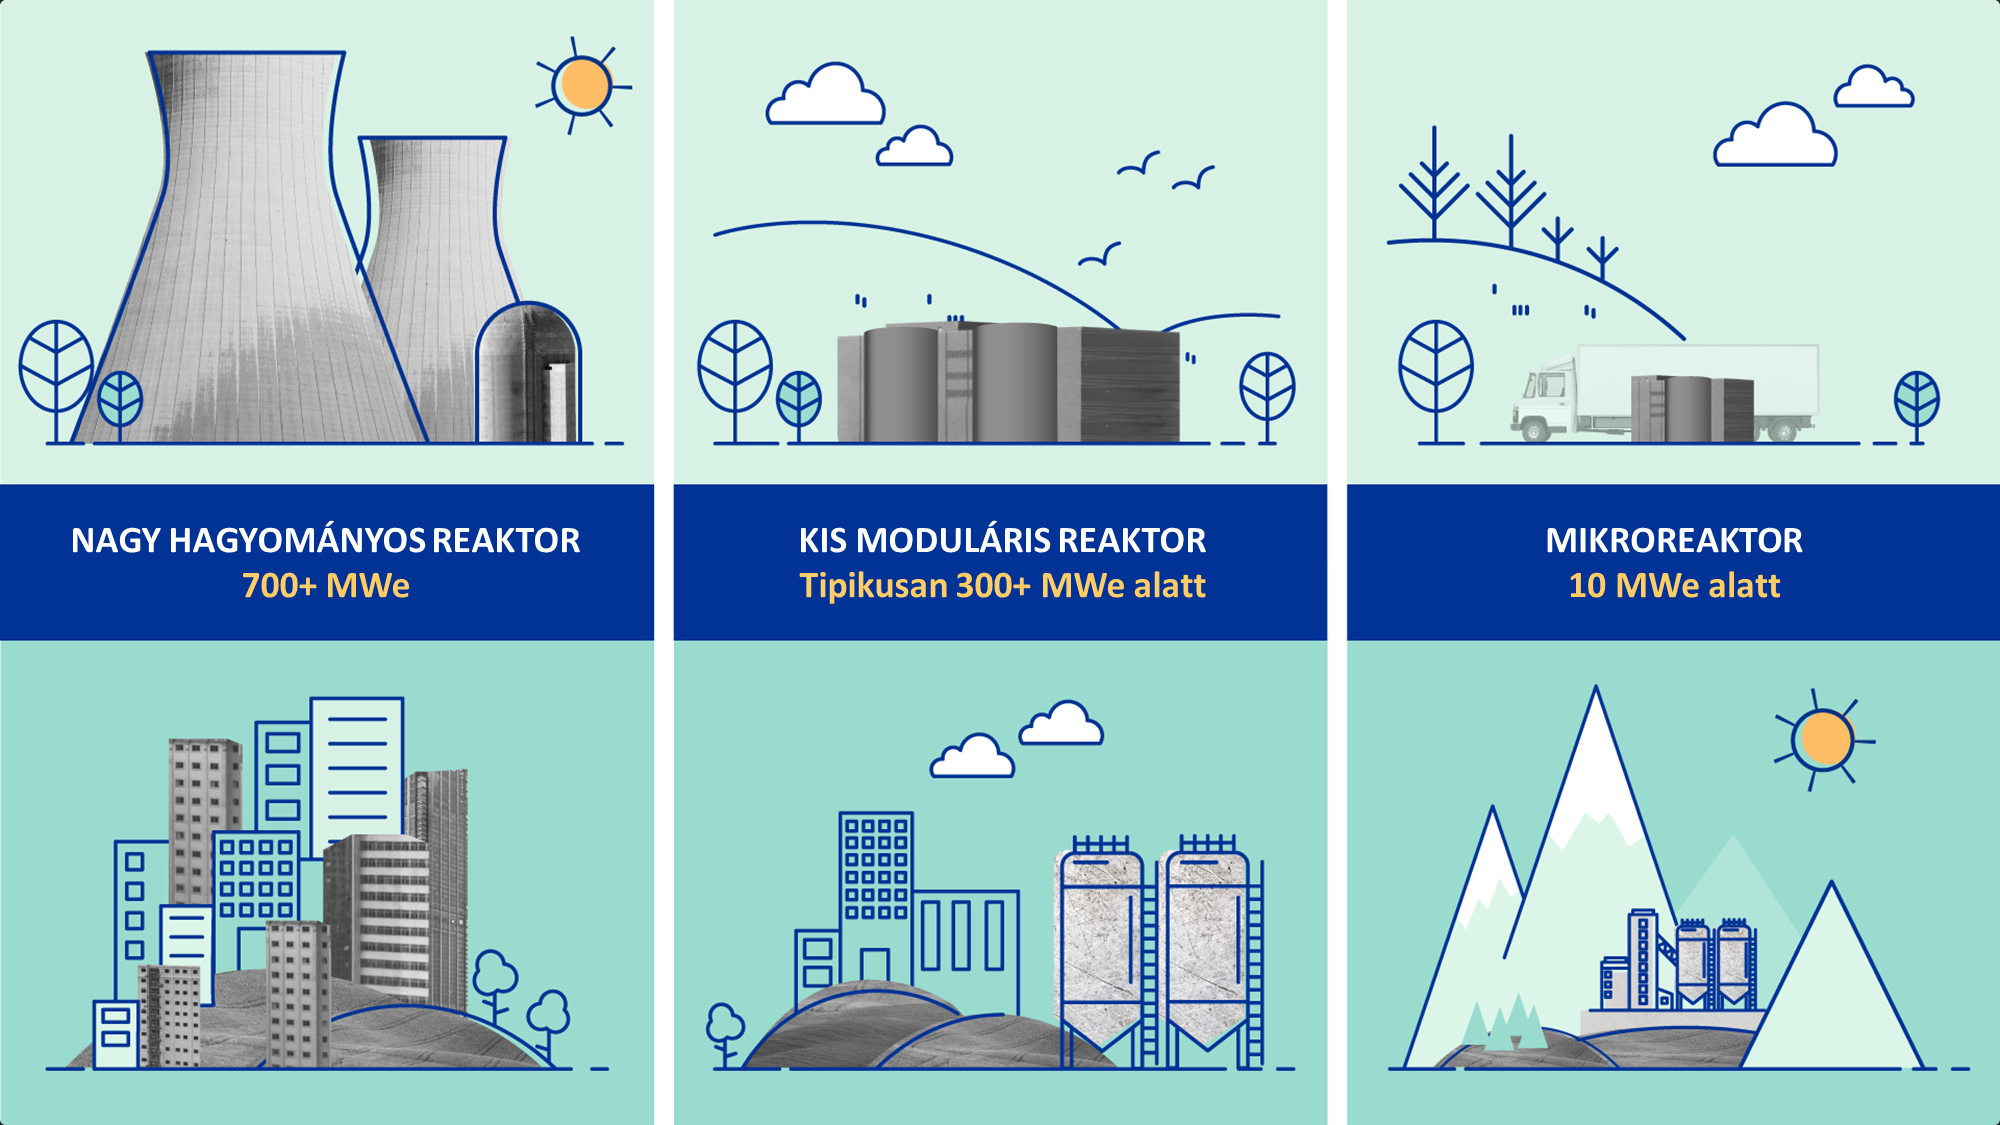 NAGY HAGYOMÁNYOS REAKTOR
700+ MWe
KIS MODULÁRIS REAKTOR
Tipikusan 300+ MWe alatt
MIKROREAKTOR
10 MWe alatt